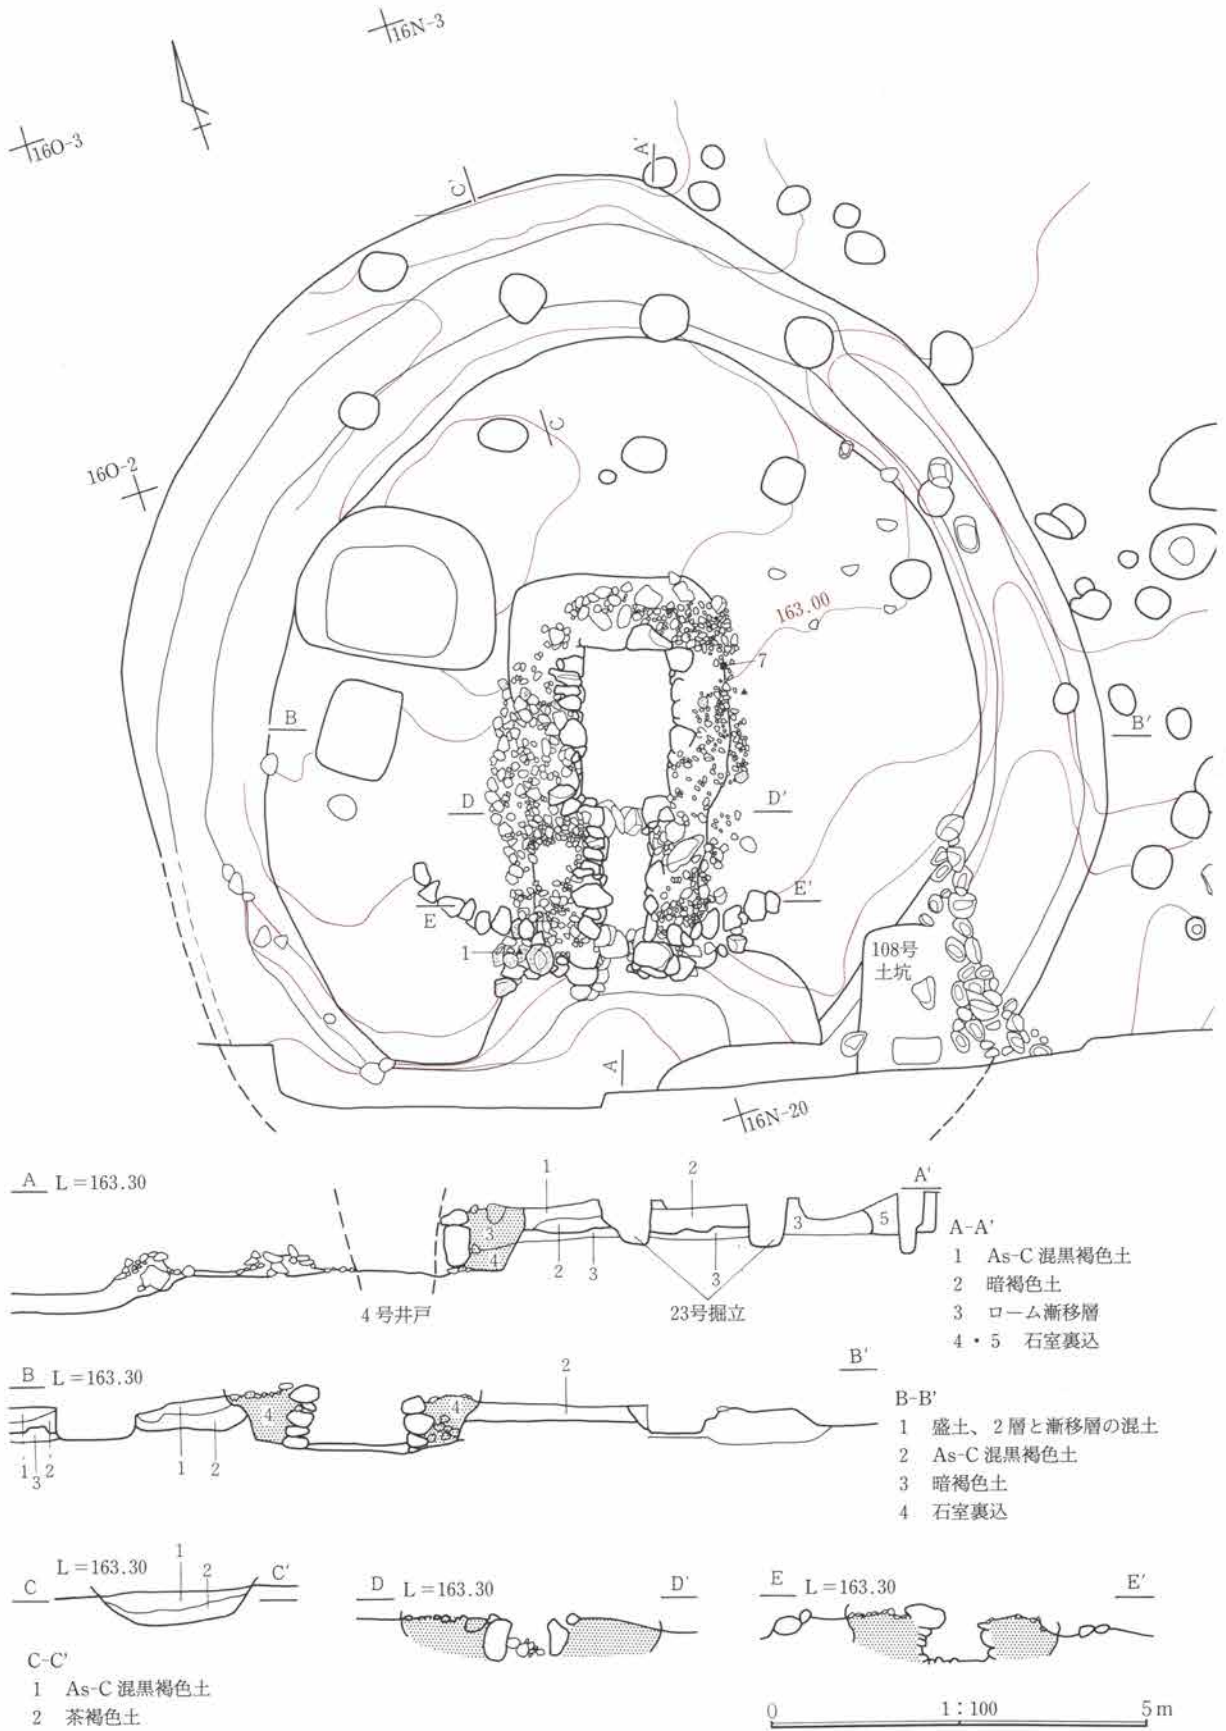 16N-3
16O-3
A'
C'
16O-2
C
163.00
7
B
B'
D
D'
E
E'
1
108号
土坑
A
16N-20
A L=163.30
1
2
A'
3
4
2
3
3
3
5
4号井戸
23号掘立
A-A'
1 As-C 混黒褐色土
2 暗褐色土
3 ローム漸移層
4・5 石室裏込
B L=163.30
B'
4
4
2
1
3
2
1
2
B-B'
1 盛土、2層と漸移層の混土
2 As-C 混黒褐色土
3 暗褐色土
4 石室裏込
C L=163.30 C'
1
2
D L=163.30 D'
E L=163.30 E'
C-C'
1 As-C 混黒褐色土
2 茶褐色土
0 1:100 5m